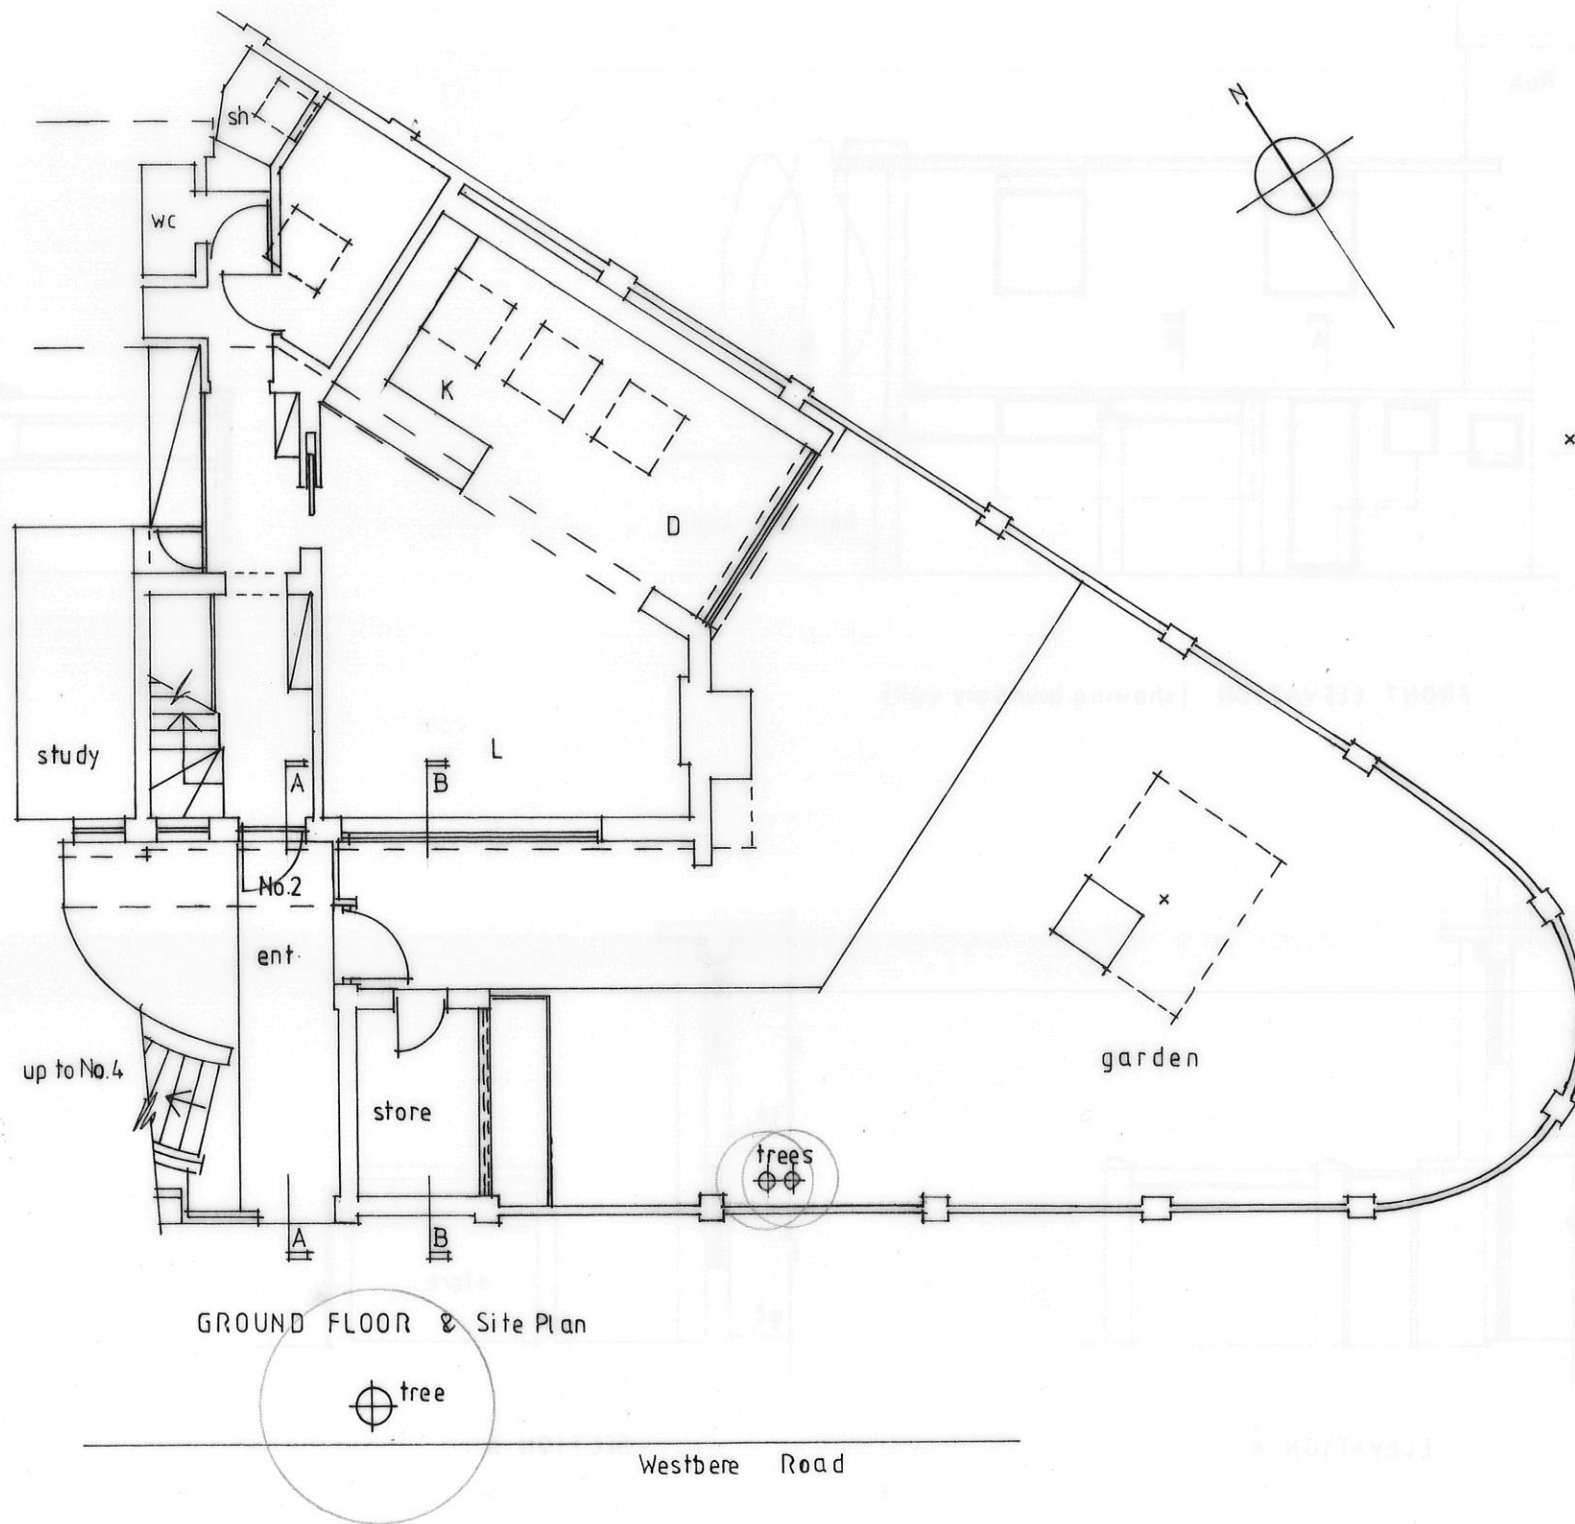 N
sh
WC
K
D
study
L
A
B
No.2
ent.
up to No.4
store
garden
trees
A
B
GROUND FLOOR & Site Plan
tree
Westbere Road